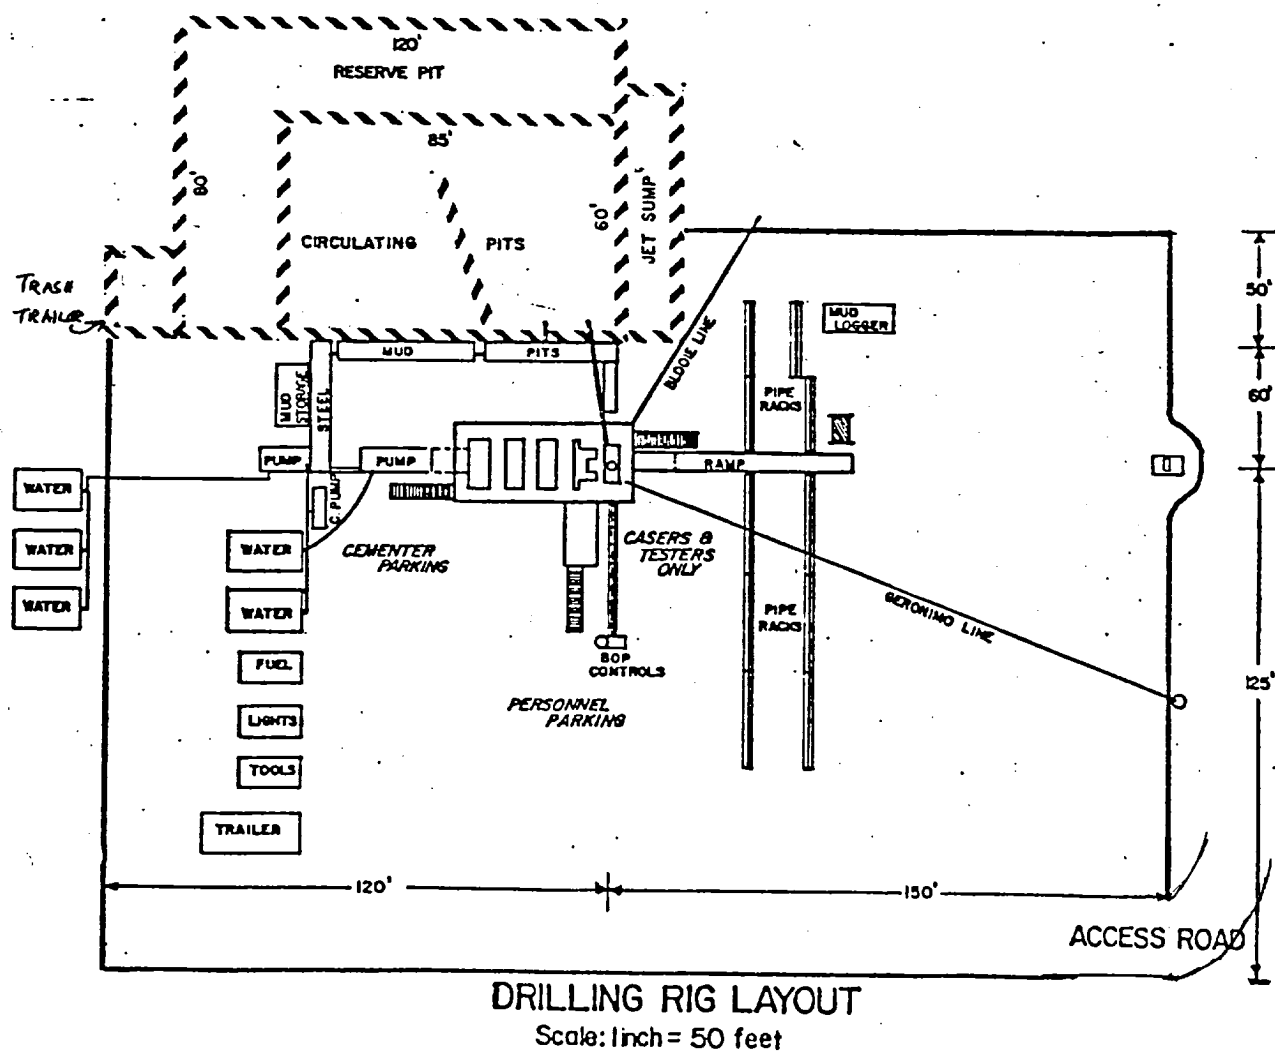 120'
RESERVE PIT
85'
80'
60'
JET SUMP
CIRCULATING PITS
TRASH
TRAILER
50'
MUD
LOGGER
BLOOIE LINE
MUD PITS
MUD
STORAGE
STEEL
PIPE
RACKS
60'
PUMP
PUMP
RAMP
WATER
C. PUMP
WATER
WATER
CEMENTER
PARKING
CASERS &
TESTERS
ONLY
WATER
WATER
PIPE
RACKS
GERONIMO LINE
FUEL
BOP
CONTROLS
125'
LIGHTS
PERSONNEL
PARKING
TOOLS
TRAILER
120'
150'
ACCESS ROAD
DRILLING RIG LAYOUT
Scale: 1 inch = 50 feet